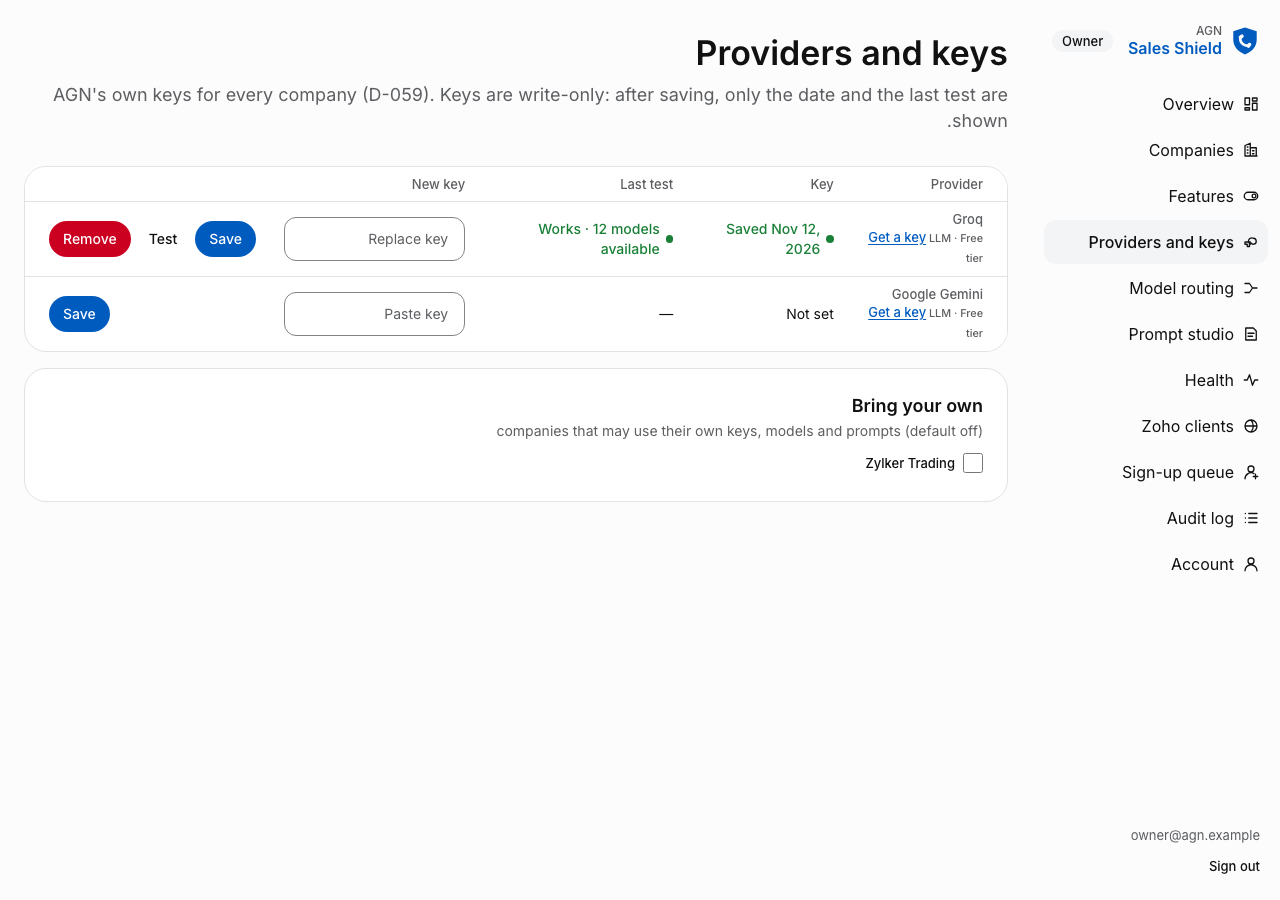 AGN
Sales Shield
Owner
Overview
Companies
Features
Providers and keys
Model routing
Prompt studio
Health
Zoho clients
Sign-up queue
Audit log
Account
owner@agn.example
Sign out
Providers and keys
AGN's own keys for every company (D-059). Keys are write-only: after saving, only the date and the last test are
.shown
Provider Key Last test New key
Groq
Get a key LLM · Free
tier
Saved Nov 12,
2026
Works · 12 models
available
Replace key
Save Test Remove
Google Gemini
Get a key LLM · Free
tier
Not set
—
Paste key
Save
Bring your own
companies that may use their own keys, models and prompts (default off)
Zylker Trading